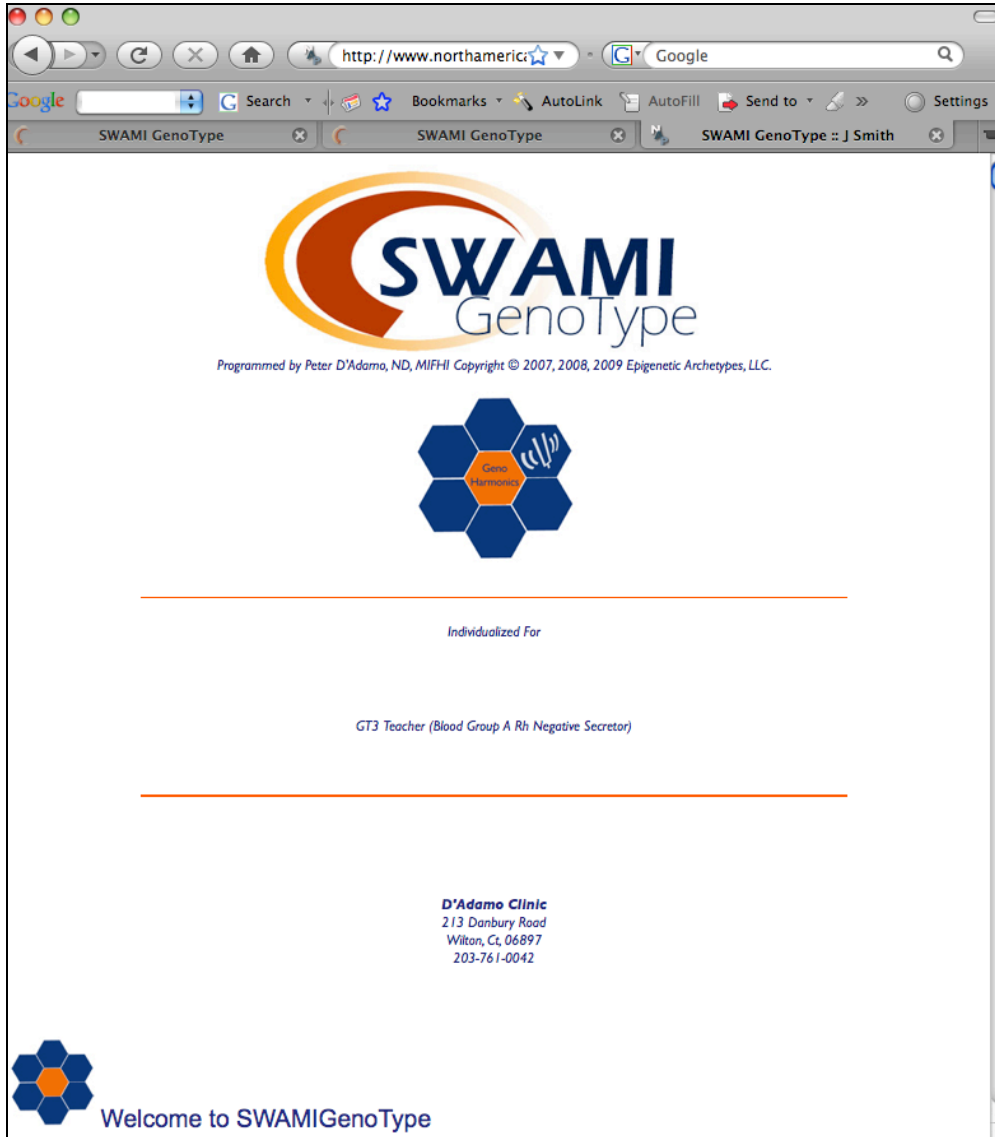 http://www.northameric
Google
Google
Search
Bookmarks
AutoLink
AutoFill
Send to
Settings
SWAMI GenoType
SWAMI GenoType
SWAMI GenoType :: J Smith
SWAMI
GenoType
Programmed by Peter D'Adamo, ND, MIFHI Copyright © 2007, 2008, 2009 Epigenetic Archetypes, LLC.
Geno
Harmonics
Individualized For
GT3 Teacher (Blood Group A Rh Negative Secretor)
D'Adamo Clinic
213 Danbury Road
Wilton, Ct, 06897
203-761-0042
Welcome to SWAMIGenoType